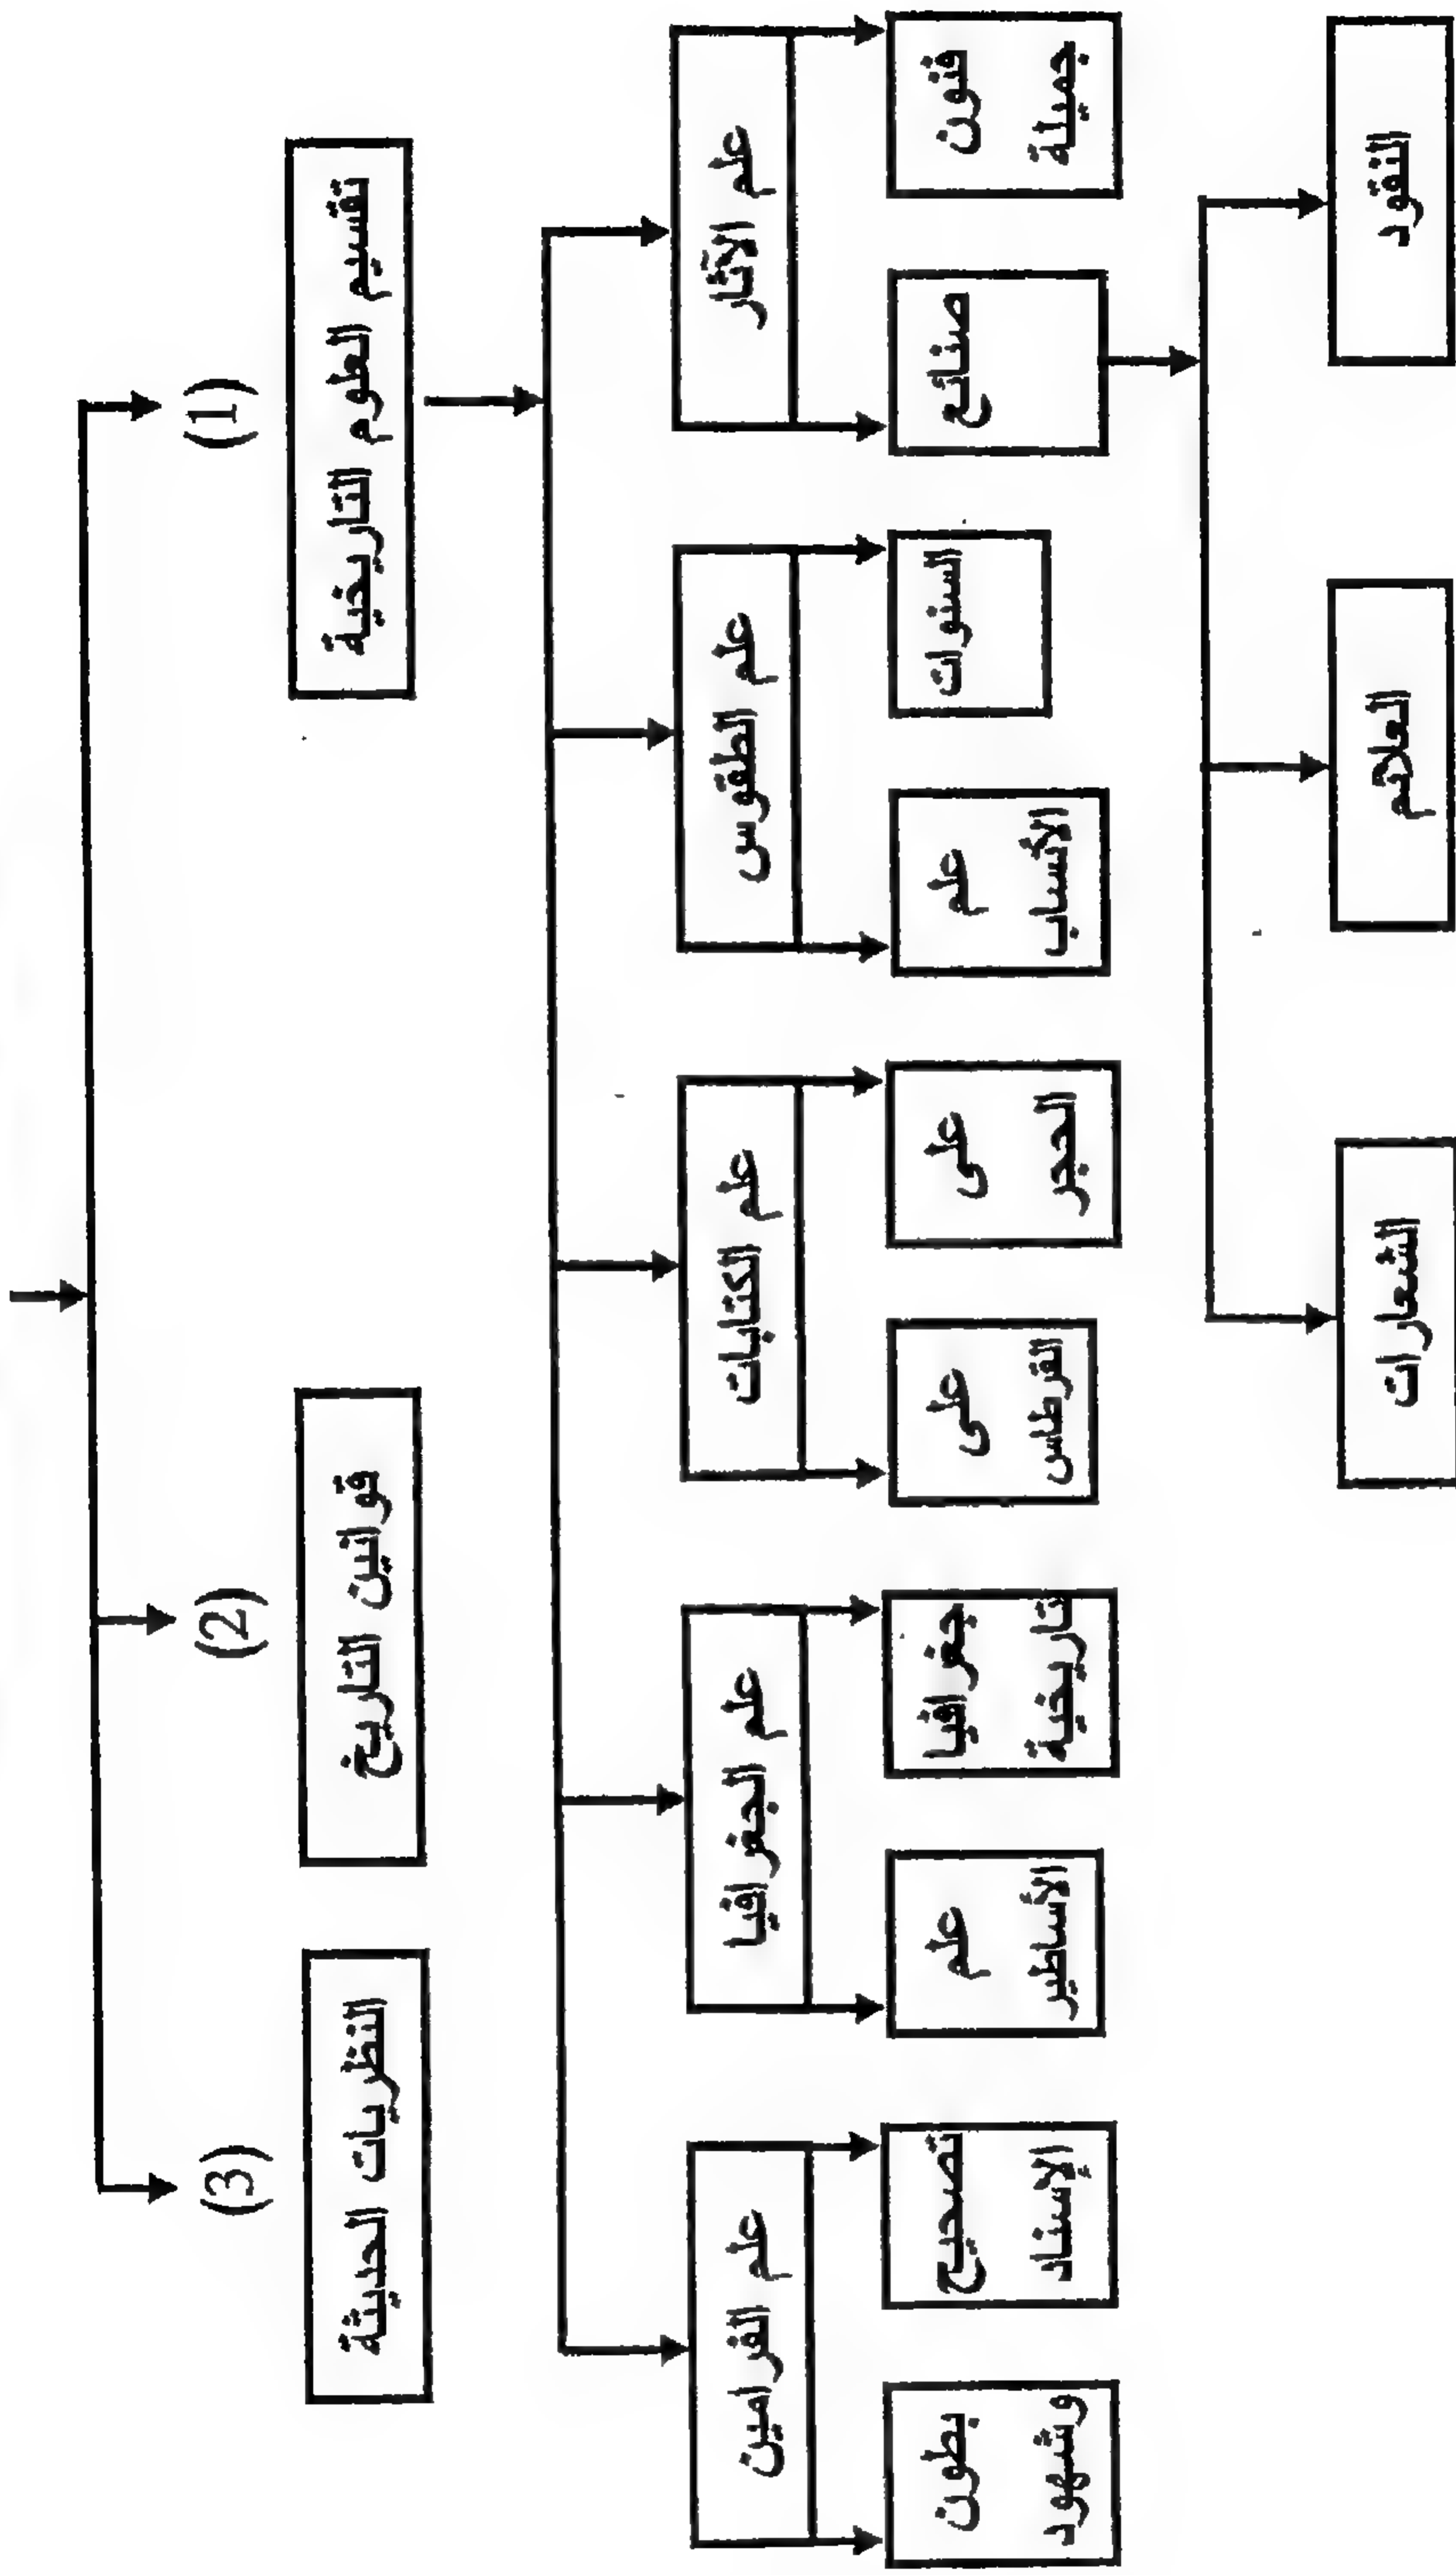 (1)
(2)
(3)
تقسيم العلوم التاريخية
قوانين التاريخ
النظريات الحديثة
علم الآثار
علم الطقوس
علم الكتابات
علم الجغرافيا
علم الفرامين
فنون
جميلة
صنائع
السنوات
علم
الأنساب
على
الحجر
على
القرطاس
جغرافيا
تاريخية
علم
الأساطير
تصحيح
الإسناد
بطون
وشهود
النقود
العلائم
الشعارات